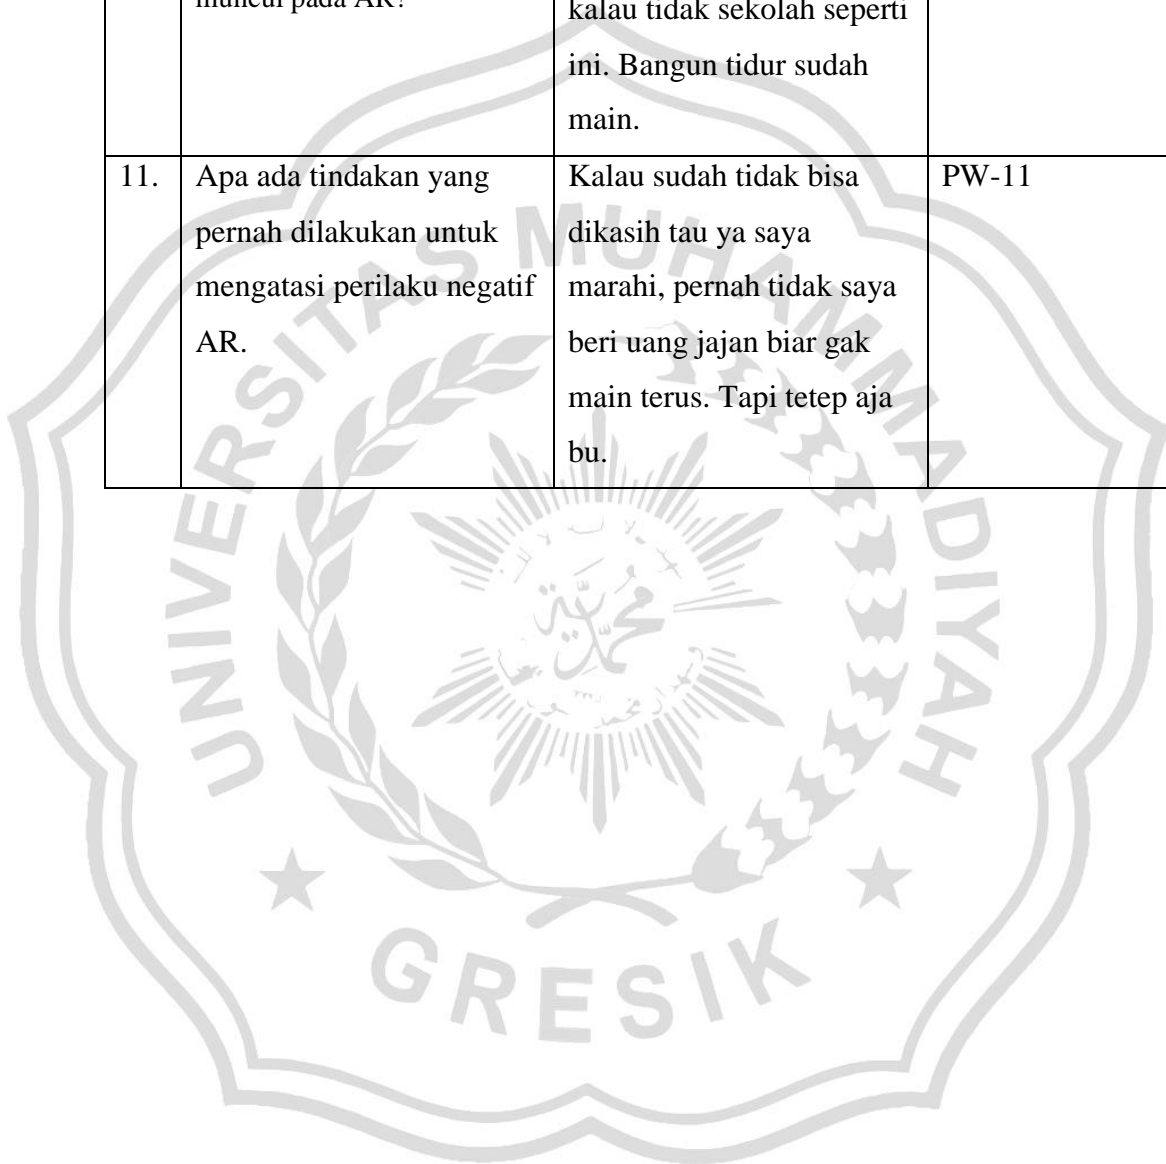 muncul pada AR?
kalau tidak sekolah seperti
ini. Bangun tidur sudah
main.
11.
Apa ada tindakan yang
pernah dilakukan untuk
mengatasi perilaku negatif
AR.
Kalau sudah tidak bisa
dikasih tau ya saya
marahi, pernah tidak saya
beri uang jajan biar gak
main terus. Tapi tetep aja
bu.
PW-11
UNIVERSITAS MUHAMMADIYAH
GRESIK